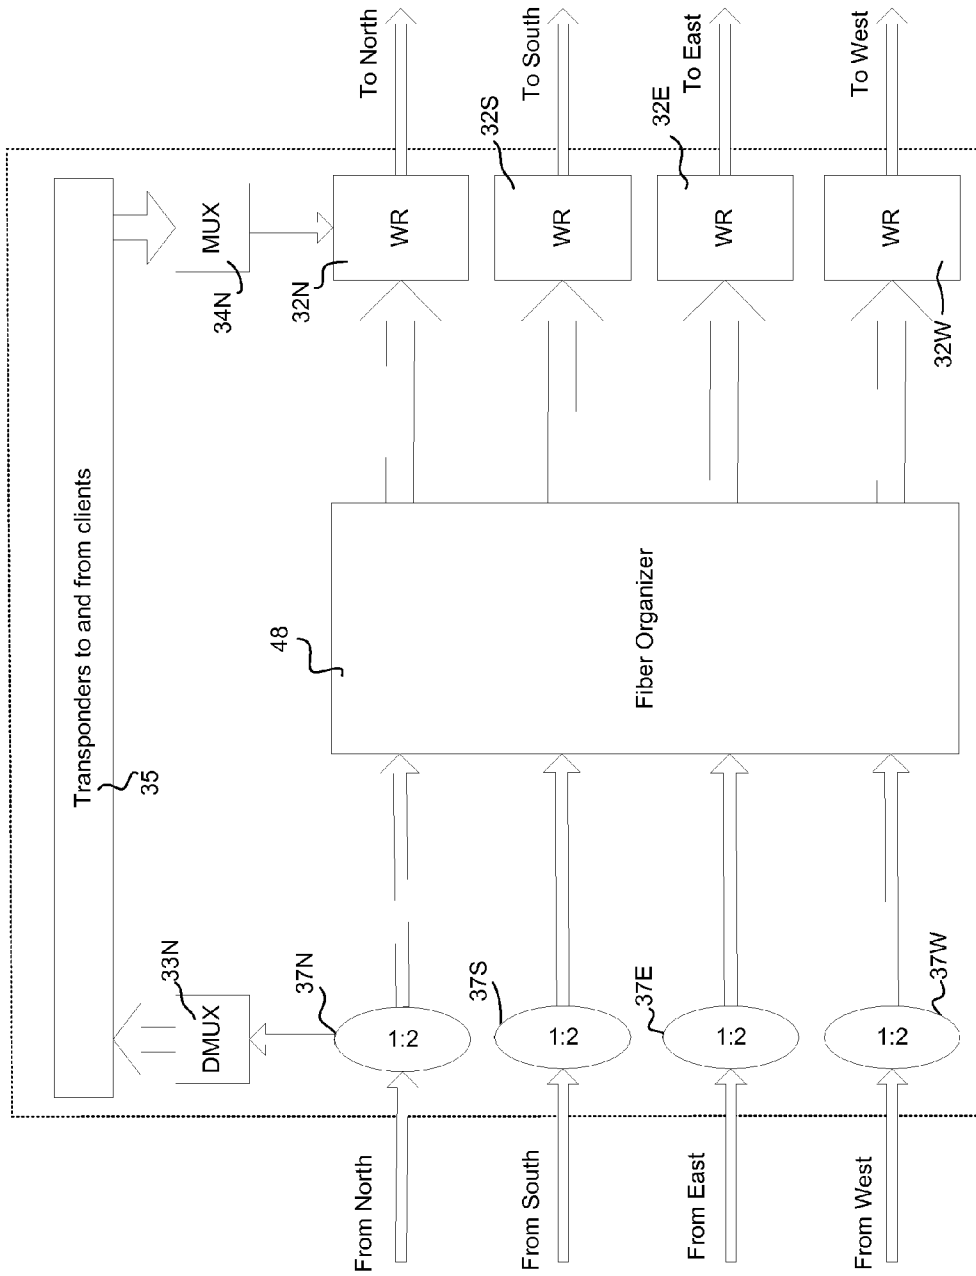 Transponders to and from clients
35
33N
DMUX
MUX
34N
37N
32N
From North
1:2
WR
To North
48
Fiber Organizer
37S
32S
From South
1:2
WR
To South
37E
32E
From East
1:2
WR
To East
37W
32W
From West
1:2
WR
To West